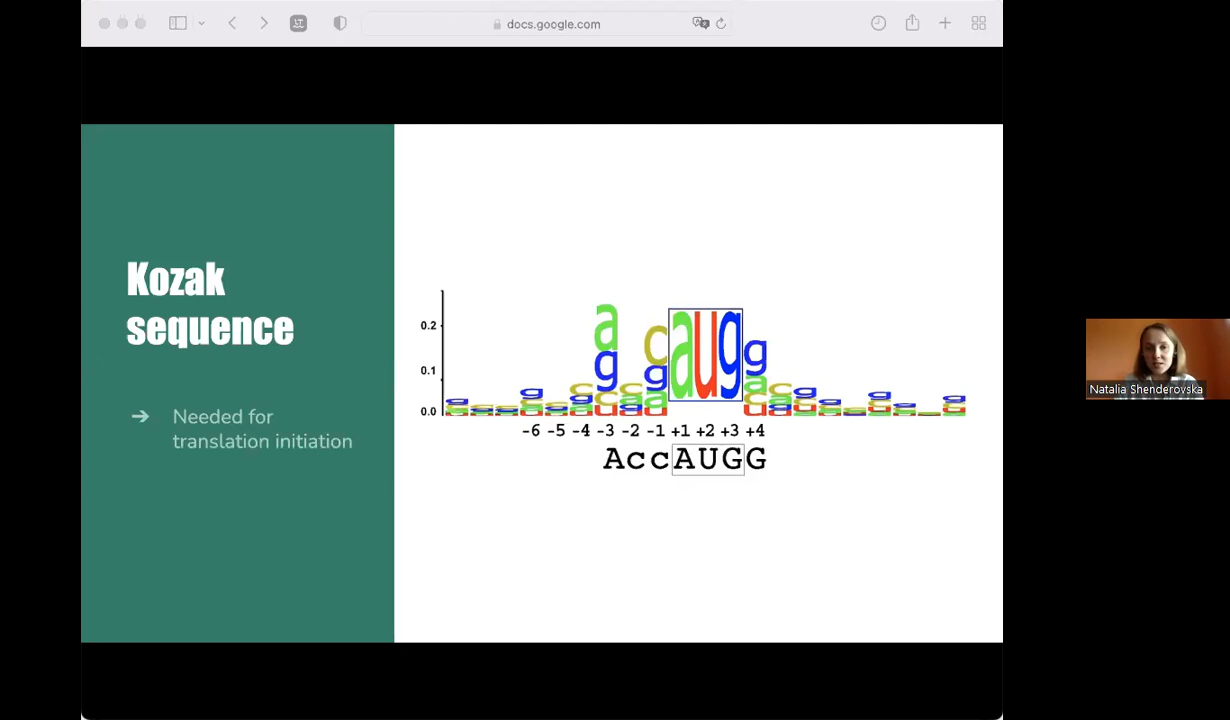 docs.google.com
Kozak
sequence
➔ Needed for
translation initiation
0.2
0.1
0.0
aug
-6 -5 -4 -3 -2 -1 +1 +2 +3 +4
AccAUGG
Natalia Shenderovska